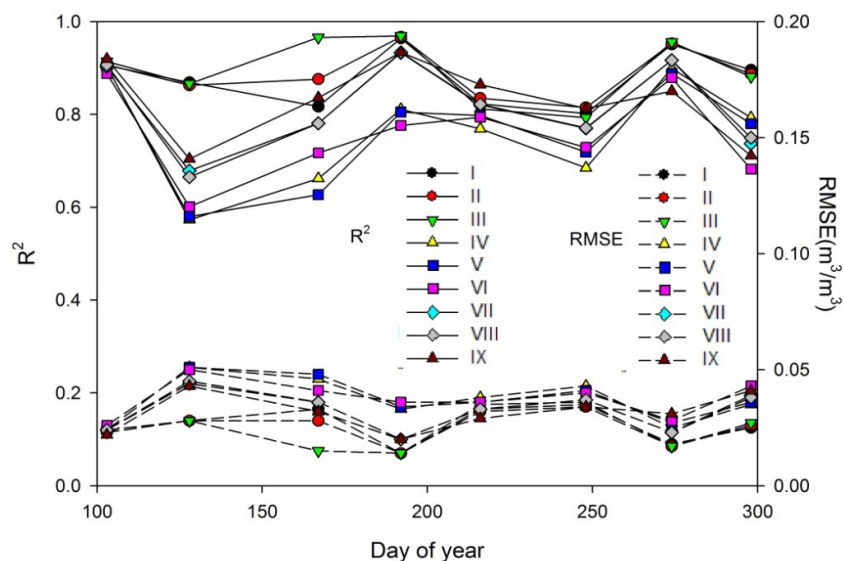 1.0
0.8
0.6
0.4
0.2
0.0
R²
0.20
0.15
0.10
0.05
0.00
RMSE(m³/m³)
R²
I
II
III
IV
V
VI
VII
VIII
IX
RMSE
I
II
III
IV
V
VI
VII
VIII
IX
100
150
200
250
300
Day of year